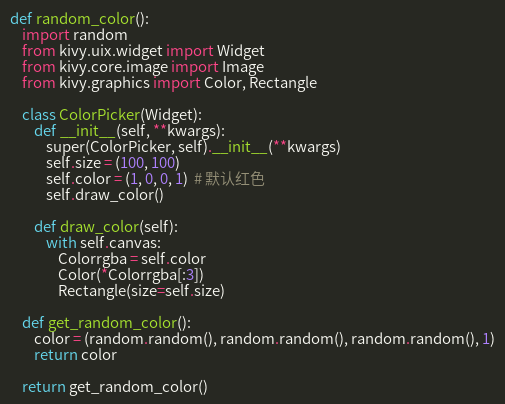 def random_color():
    import random
    from kivy.uix.widget import Widget
    from kivy.core.image import Image
    from kivy.graphics import Color, Rectangle

    class ColorPicker(Widget):
        def __init__(self, **kwargs):
            super(ColorPicker, self).__init__(**kwargs)
            self.size = (100, 100)
            self.color = (1, 0, 0, 1)  # 默认红色
            self.draw_color()

        def draw_color(self):
            with self.canvas:
                Colorrgba = self.color
                Color(*Colorrgba[:3])
                Rectangle(size=self.size)

    def get_random_color():
        color = (random.random(), random.random(), random.random(), 1)
        return color

    return get_random_color()